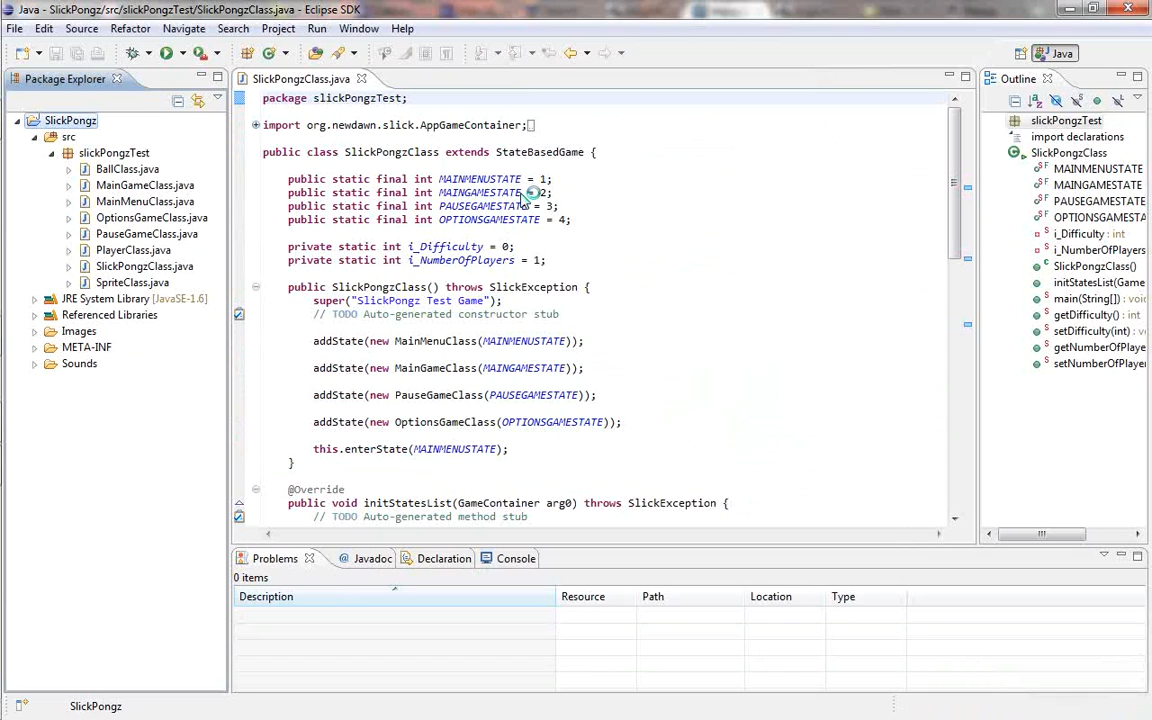 Java - SlickPongz/src/slickPongzTest/SlickPongzClass.java - Eclipse SDK
File Edit Source Refactor Navigate Search Project Run Window Help
Java
Package Explorer
SlickPongz
src
slickPongzTest
BallClass.java
MainGameClass.java
MainMenuClass.java
OptionsGameClass.java
PauseGameClass.java
PlayerClass.java
SlickPongzClass.java
SpriteClass.java
JRE System Library [JavaSE-1.6]
Referenced Libraries
Images
META-INF
Sounds
SlickPongzClass.java
package slickPongzTest;
import org.newdawn.slick.AppGameContainer;
public class SlickPongzClass extends StateBasedGame {
public static final int MAINMENUSTATE = 1;
public static final int MAINGAMESTATE = 2;
public static final int PAUSEGAMESTATE = 3;
public static final int OPTIONSGAMESTATE = 4;
private static int i_Difficulty = 0;
private static int i_NumberOfPlayers = 1;
public SlickPongzClass() throws SlickException {
super("SlickPongz Test Game");
// TODO Auto-generated constructor stub
addState(new MainMenuClass(MAINMENUSTATE));
addState(new MainGameClass(MAINGAMESTATE));
addState(new PauseGameClass(PAUSEGAMESTATE));
addState(new OptionsGameClass(OPTIONSGAMESTATE));
this.enterState(MAINMENUSTATE);
}
@Override
public void initStatesList(GameContainer arg0) throws SlickException {
// TODO Auto-generated method stub
Outline
slickPongzTest
import declarations
SlickPongzClass
MAINMENUSTATE
MAINGAMESTATE
PAUSEGAMESTATE
OPTIONSGAMESTATE
i_Difficulty : int
i_NumberOfPlayers
SlickPongzClass()
initStatesList(Game
main(String[]) : void
getDifficulty() : int
setDifficulty(int) : v
getNumberOfPlaye
setNumberOfPlayer
Problems Javadoc Declaration Console
0 items
Description Resource Path Location Type
SlickPongz